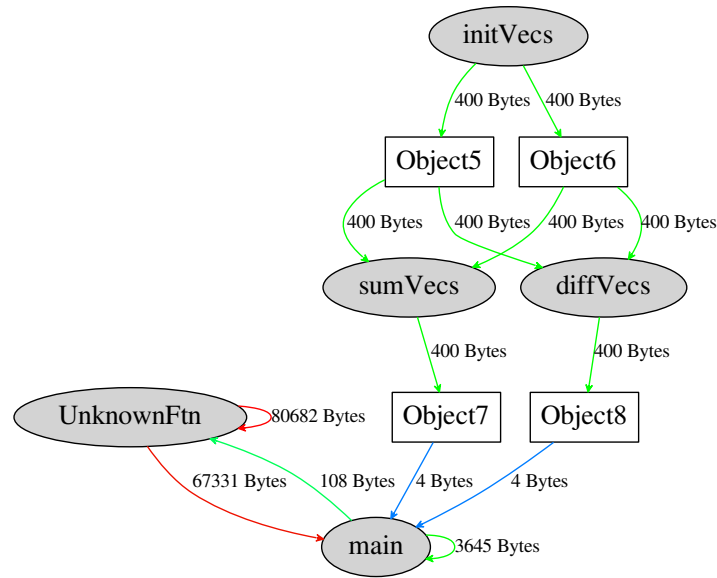 initVecs
400 Bytes
400 Bytes
Object5
Object6
400 Bytes
400 Bytes
400 Bytes
400 Bytes
sumVecs
diffVecs
400 Bytes
400 Bytes
UnknownFtn
80682 Bytes
Object7
Object8
67331 Bytes
108 Bytes
4 Bytes
4 Bytes
main
3645 Bytes